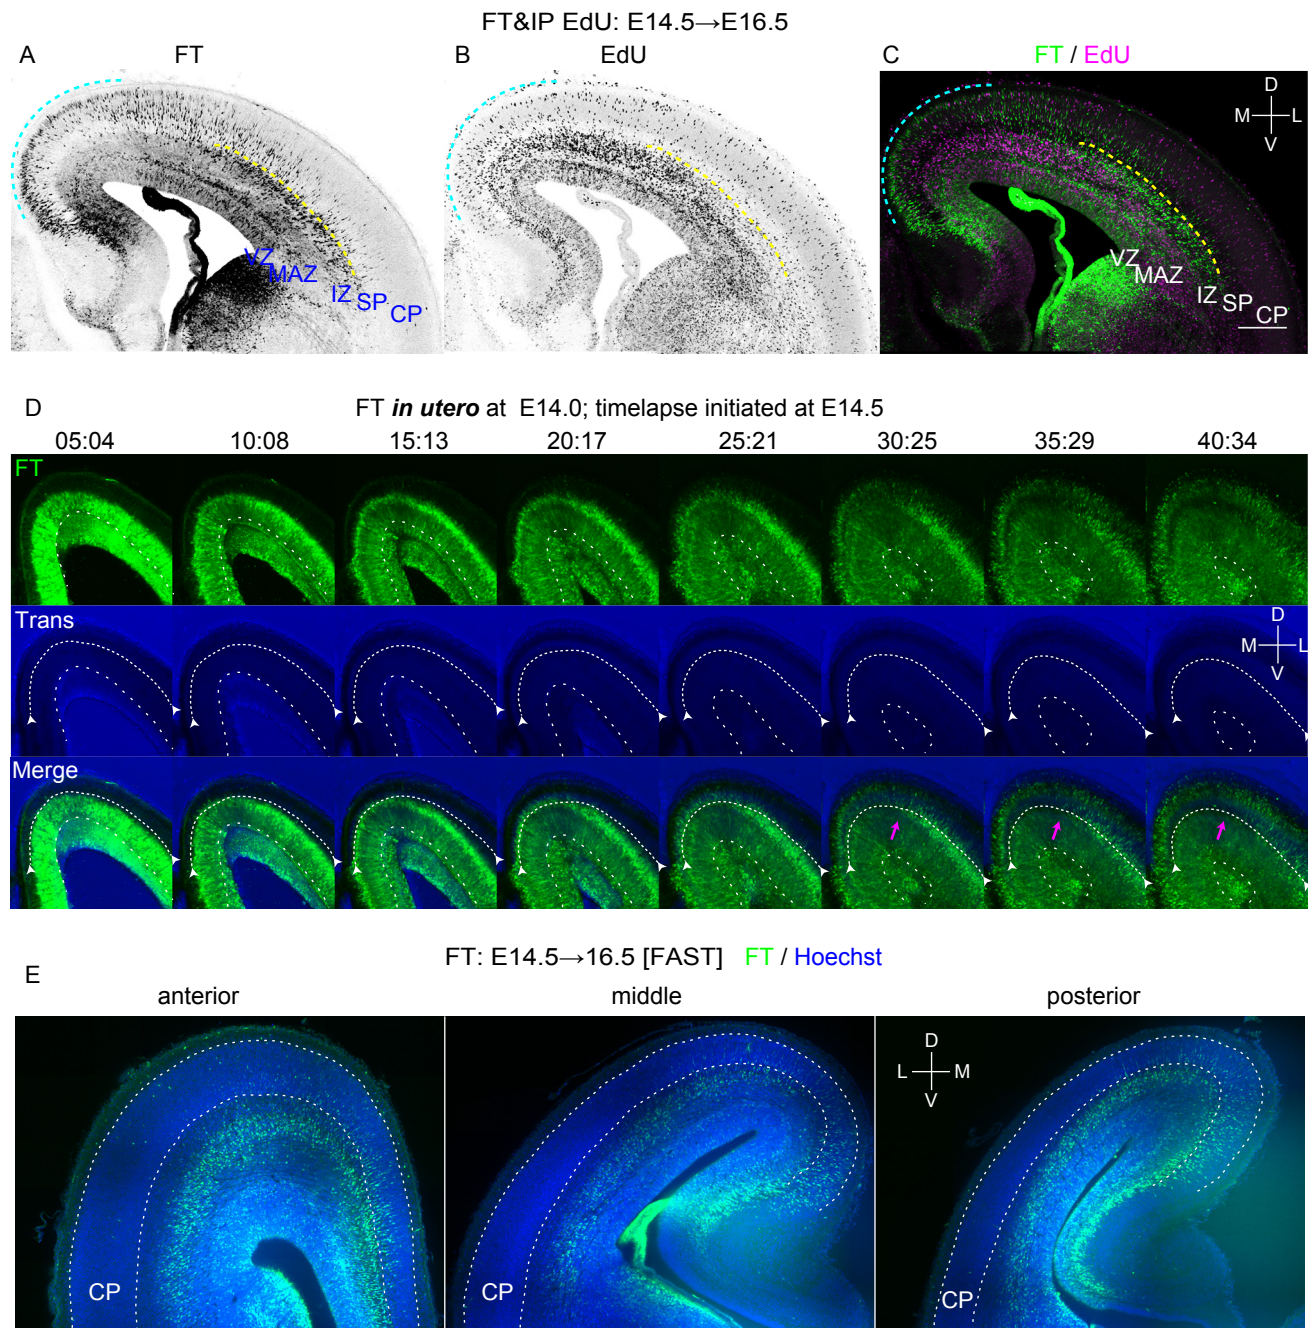 FT&IP EdU: E14.5→E16.5
A FT B EdU C FT / EdU
D
M L
V
VZ MAZ IZ SP CP
VZ MAZ IZ SP CP
D FT in utero at E14.0; timelapse initiated at E14.5
05:04 10:08 15:13 20:17 25:21 30:25 35:29 40:34
FT
Trans
D
M L
V
Merge
FT: E14.5→16.5 [FAST] FT / Hoechst
E
anterior middle posterior
D
L M
V
CP CP CP